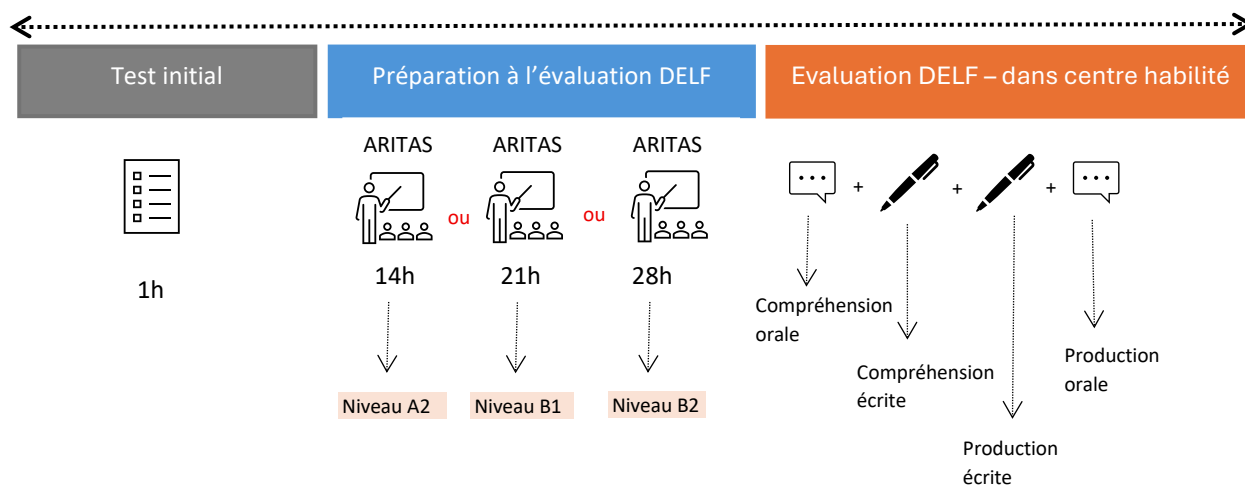 Test initial
Préparation à l’évaluation DELF
Evaluation DELF – dans centre habilité
ARITAS
ARITAS
ARITAS
+
+
+
ou
ou
1h
14h
21h
28h
Compréhension
orale
Compréhension
écrite
Production
écrite
Production
orale
Niveau A2
Niveau B1
Niveau B2